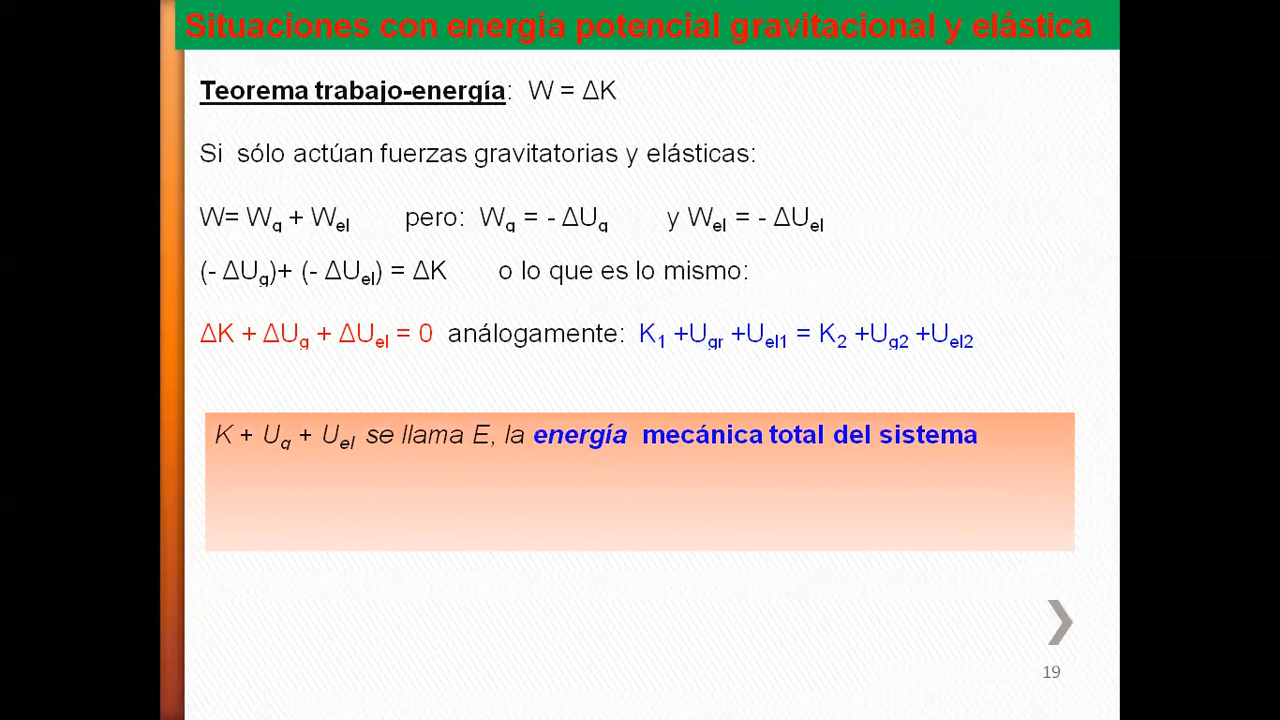 Situaciones con energía potencial gravitacional y elástica
Teorema trabajo-energía: W = ΔK
Si sólo actúan fuerzas gravitatorias y elásticas:
W= Wg + Wel pero: Wg = - ΔUg y Wel = - ΔUel
(- ΔUg)+ (- ΔUel) = ΔK o lo que es lo mismo:
ΔK + ΔUg + ΔUel = 0 análogamente: K1 +Ugr +Uel1 = K2 +Ug2 +Uel2
K + Ug + Uel se llama E, la energía mecánica total del sistema
19